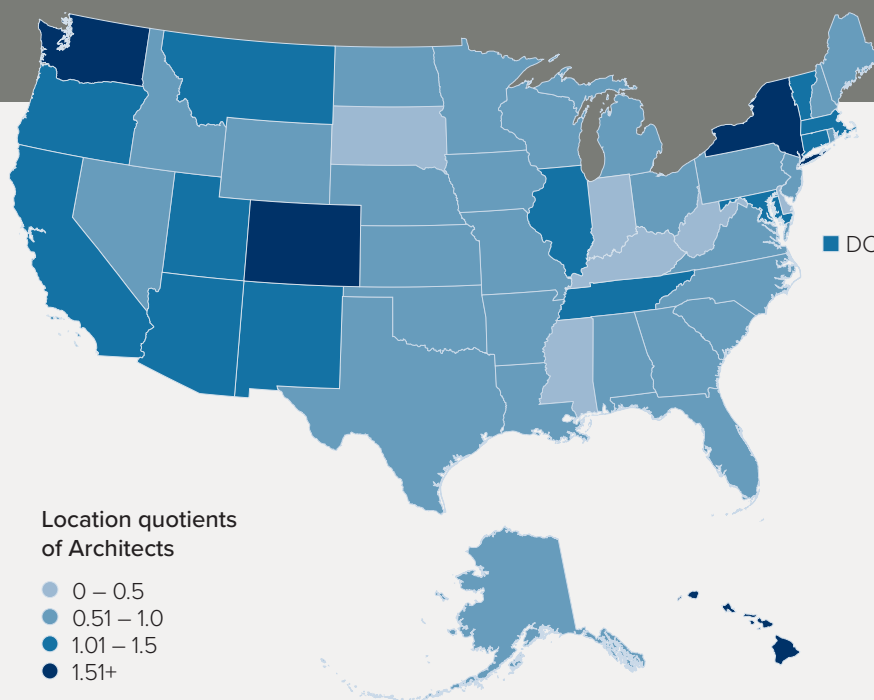 DC
Location quotients
of Architects
0 – 0.5
0.51 – 1.0
1.01 – 1.5
1.51+